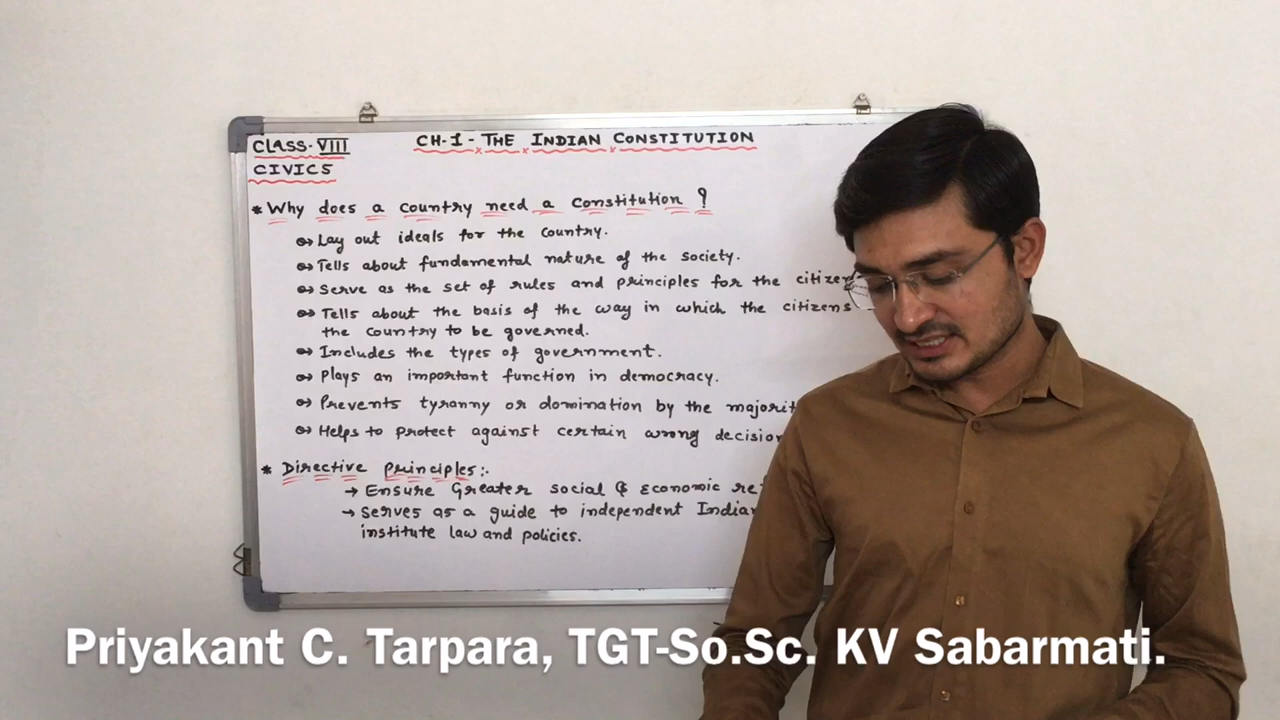 CLASS-VIII
CIVICS
CH-1 - THE INDIAN CONSTITUTION
* Why does a country need a Constitution ?
Lay out ideals for the country.
Tells about fundamental nature of the society.
Serve as the set of rules and principles for the
Tells about the basis of the way in which the citizens
the country to be governed.
Includes the types of government.
Plays an important function in democracy.
Prevents tyranny or domination by the
Helps to protect against certain wrong
* Directive Principles:-
→ Ensure Greater social & Economic
→ Serves as a guide to independent
institute law and policies.
Priyakant C. Tarpara, TGT-So.Sc. KV Sabarmati.